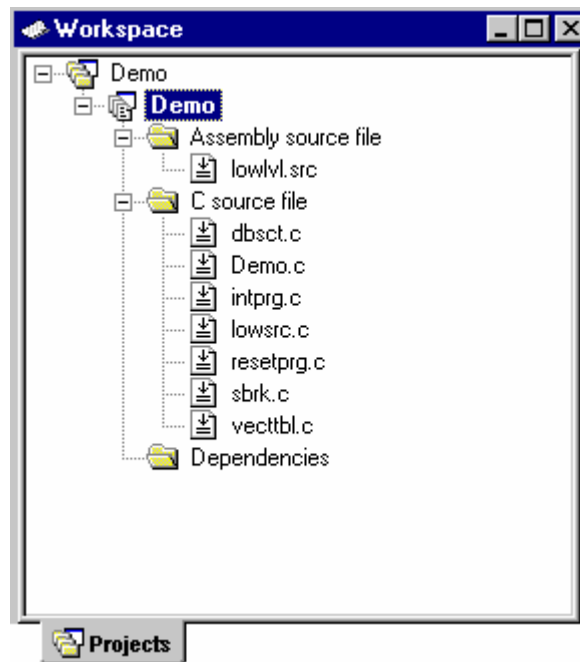 Workspace
Demo
Demo
Assembly source file
lowlvl.src
C source file
dbsct.c
Demo.c
intprg.c
lowsrc.c
resetprg.c
sbrk.c
vecttbl.c
Dependencies
Projects